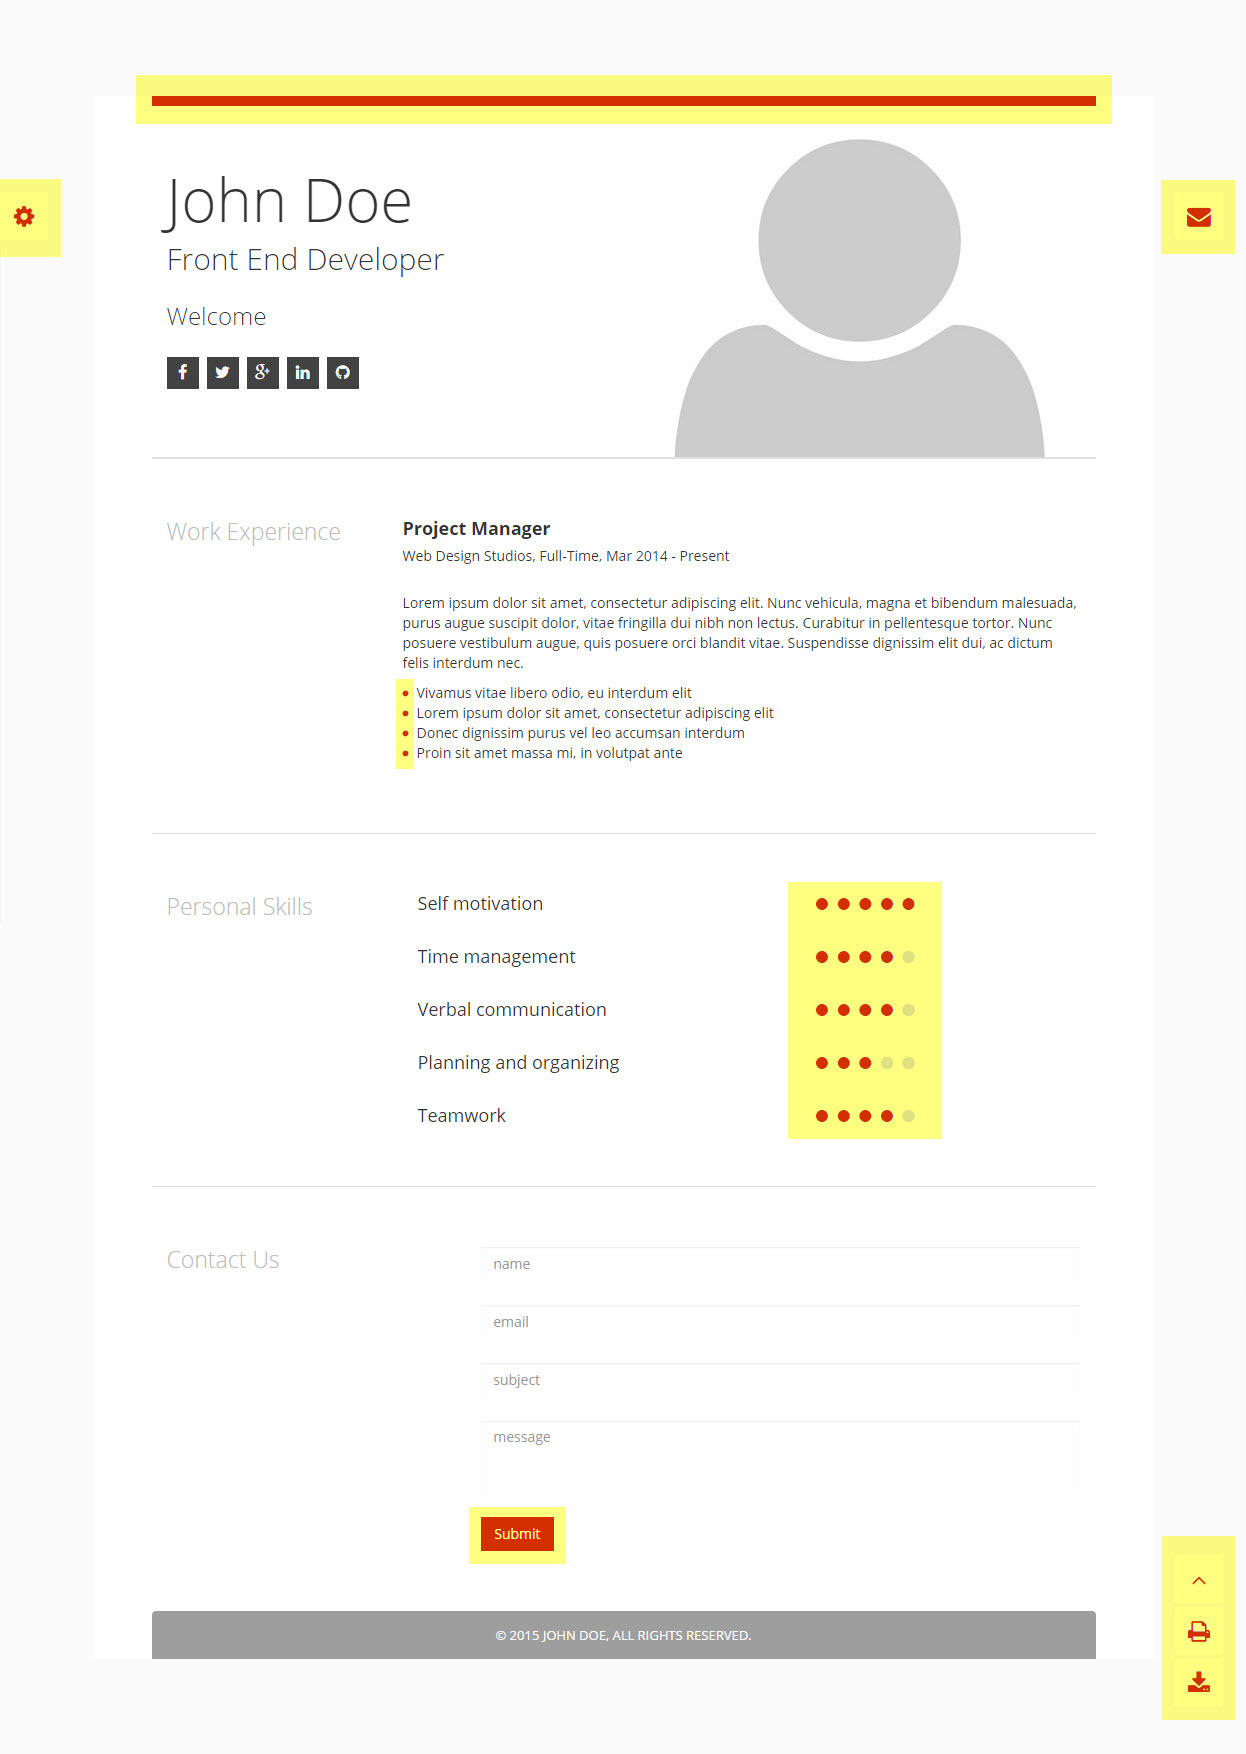 John Doe
Front End Developer
Welcome
Work Experience
Project Manager
Web Design Studios, Full-Time, Mar 2014 - Present
Lorem ipsum dolor sit amet, consectetur adipiscing elit. Nunc vehicula, magna et bibendum malesuada,
purus augue suscipit dolor, vitae fringilla dui nibh non lectus. Curabitur in pellentesque tortor. Nunc
posuere vestibulum augue, quis posuere orci blandit vitae. Suspendisse dignissim elit dui, ac dictum
felis interdum nec.
Vivamus vitae libero odio, eu interdum elit
Lorem ipsum dolor sit amet, consectetur adipiscing elit
Donec dignissim purus vel leo accumsan interdum
Proin sit amet massa mi, in volutpat ante
Personal Skills
Self motivation
Time management
Verbal communication
Planning and organizing
Teamwork
Contact Us
name
email
subject
message
Submit
© 2015 JOHN DOE, ALL RIGHTS RESERVED.